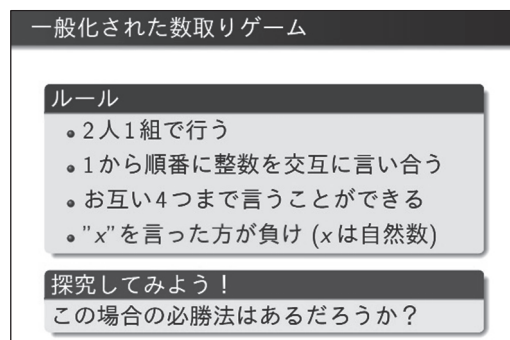 一般化された数取りゲーム
ルール
• 2人1組で行う
• 1から順番に整数を交互に言い合う
• お互い4つまで言うことができる
• "x"を言った方が負け (xは自然数)
探究してみよう！
この場合の必勝法はあるだろうか？